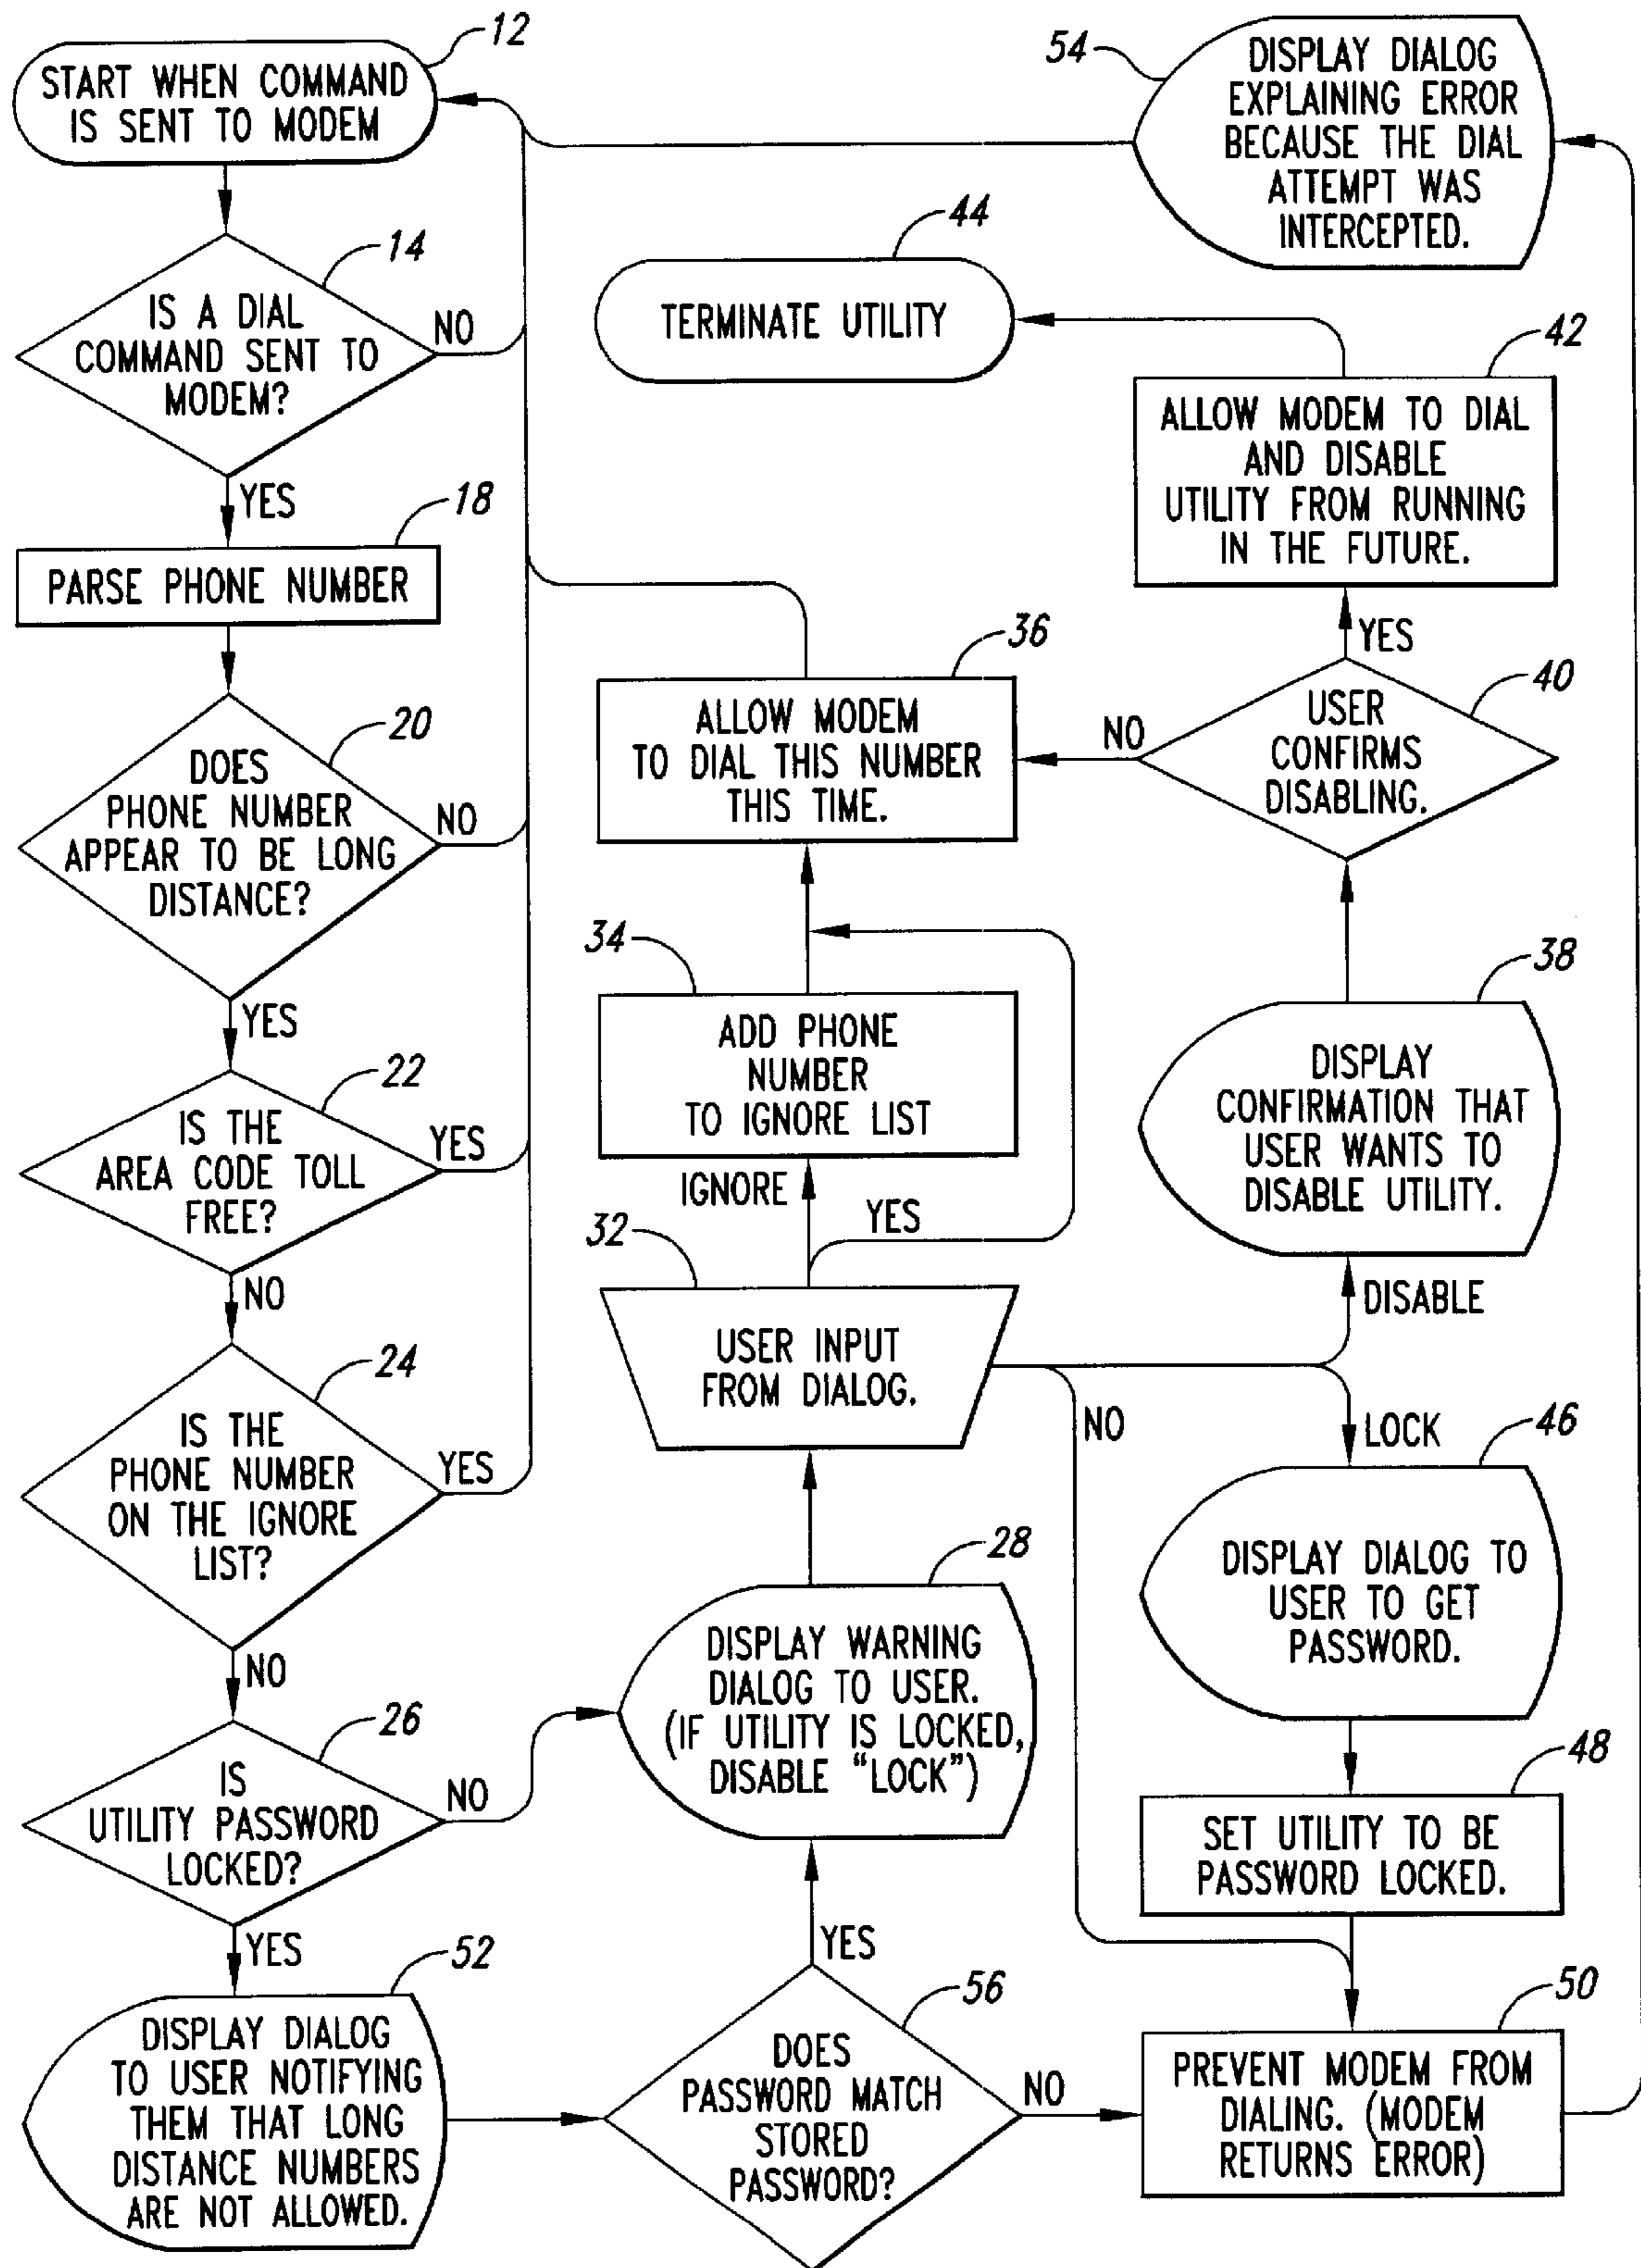 12
START WHEN COMMAND
IS SENT TO MODEM
14
IS A DIAL
COMMAND SENT TO
MODEM?
NO
YES
18
PARSE PHONE NUMBER
20
DOES
PHONE NUMBER
APPEAR TO BE LONG
DISTANCE?
NO
YES
22
IS THE
AREA CODE TOLL
FREE?
YES
NO
24
IS THE
PHONE NUMBER
ON THE IGNORE
LIST?
YES
NO
26
IS
UTILITY PASSWORD
LOCKED?
NO
YES
52
DISPLAY DIALOG
TO USER NOTIFYING
THEM THAT LONG
DISTANCE NUMBERS
ARE NOT ALLOWED.
44
TERMINATE UTILITY
36
ALLOW MODEM
TO DIAL THIS NUMBER
THIS TIME.
34
ADD PHONE
NUMBER
TO IGNORE LIST
IGNORE
YES
32
USER INPUT
FROM DIALOG.
28
DISPLAY WARNING
DIALOG TO USER.
(IF UTILITY IS LOCKED,
DISABLE “LOCK”)
YES
56
DOES
PASSWORD MATCH
STORED
PASSWORD?
NO
54
DISPLAY DIALOG
EXPLAINING ERROR
BECAUSE THE DIAL
ATTEMPT WAS
INTERCEPTED.
42
ALLOW MODEM TO DIAL
AND DISABLE
UTILITY FROM RUNNING
IN THE FUTURE.
YES
40
USER
CONFIRMS
DISABLING.
NO
38
DISPLAY
CONFIRMATION THAT
USER WANTS TO
DISABLE UTILITY.
DISABLE
NO
LOCK
46
DISPLAY DIALOG TO
USER TO GET
PASSWORD.
48
SET UTILITY TO BE
PASSWORD LOCKED.
50
PREVENT MODEM FROM
DIALING. (MODEM
RETURNS ERROR)